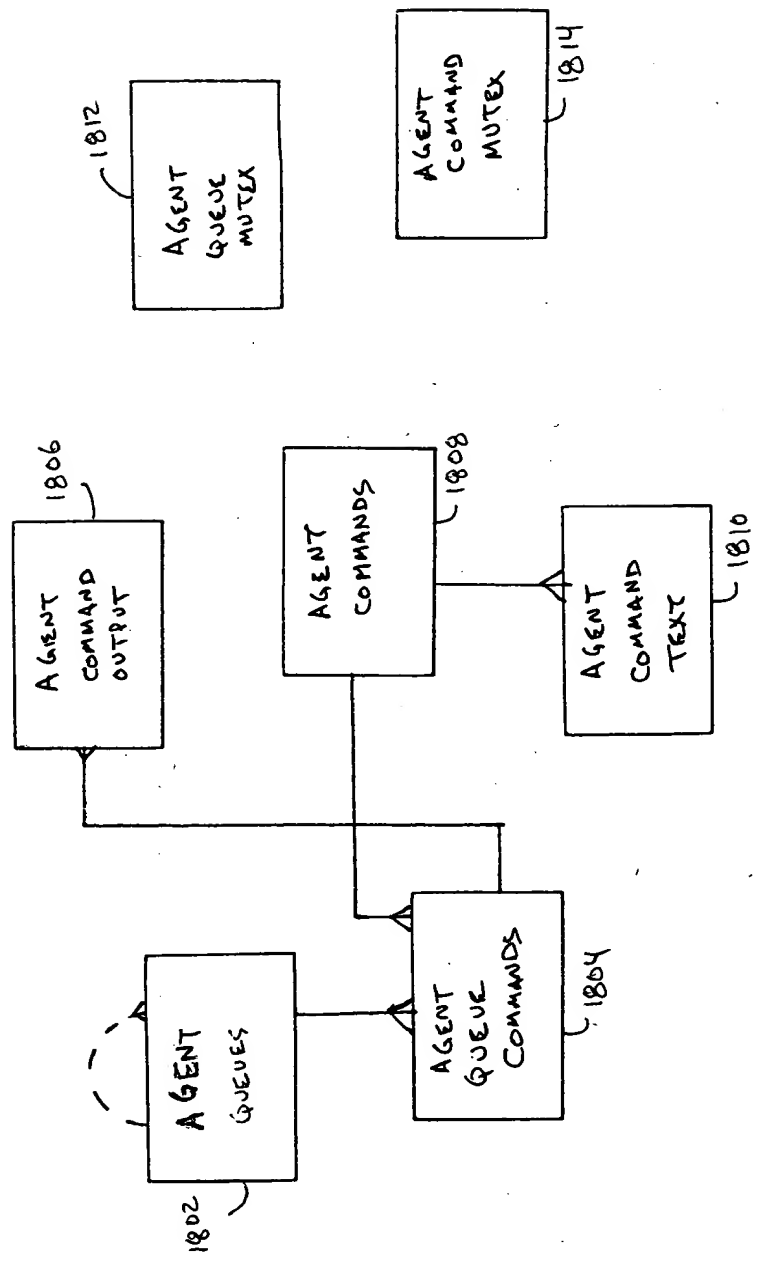 1802
AGENT
QUEUES
AGENT
QUEUE
COMMANDS
1804
AGENT
COMMAND
OUTPUT
1806
AGENT
COMMANDS
1808
AGENT
COMMAND
TEXT
1810
1812
AGENT
QUEUE
MUTEX
AGENT
COMMAND
MUTEX
1814